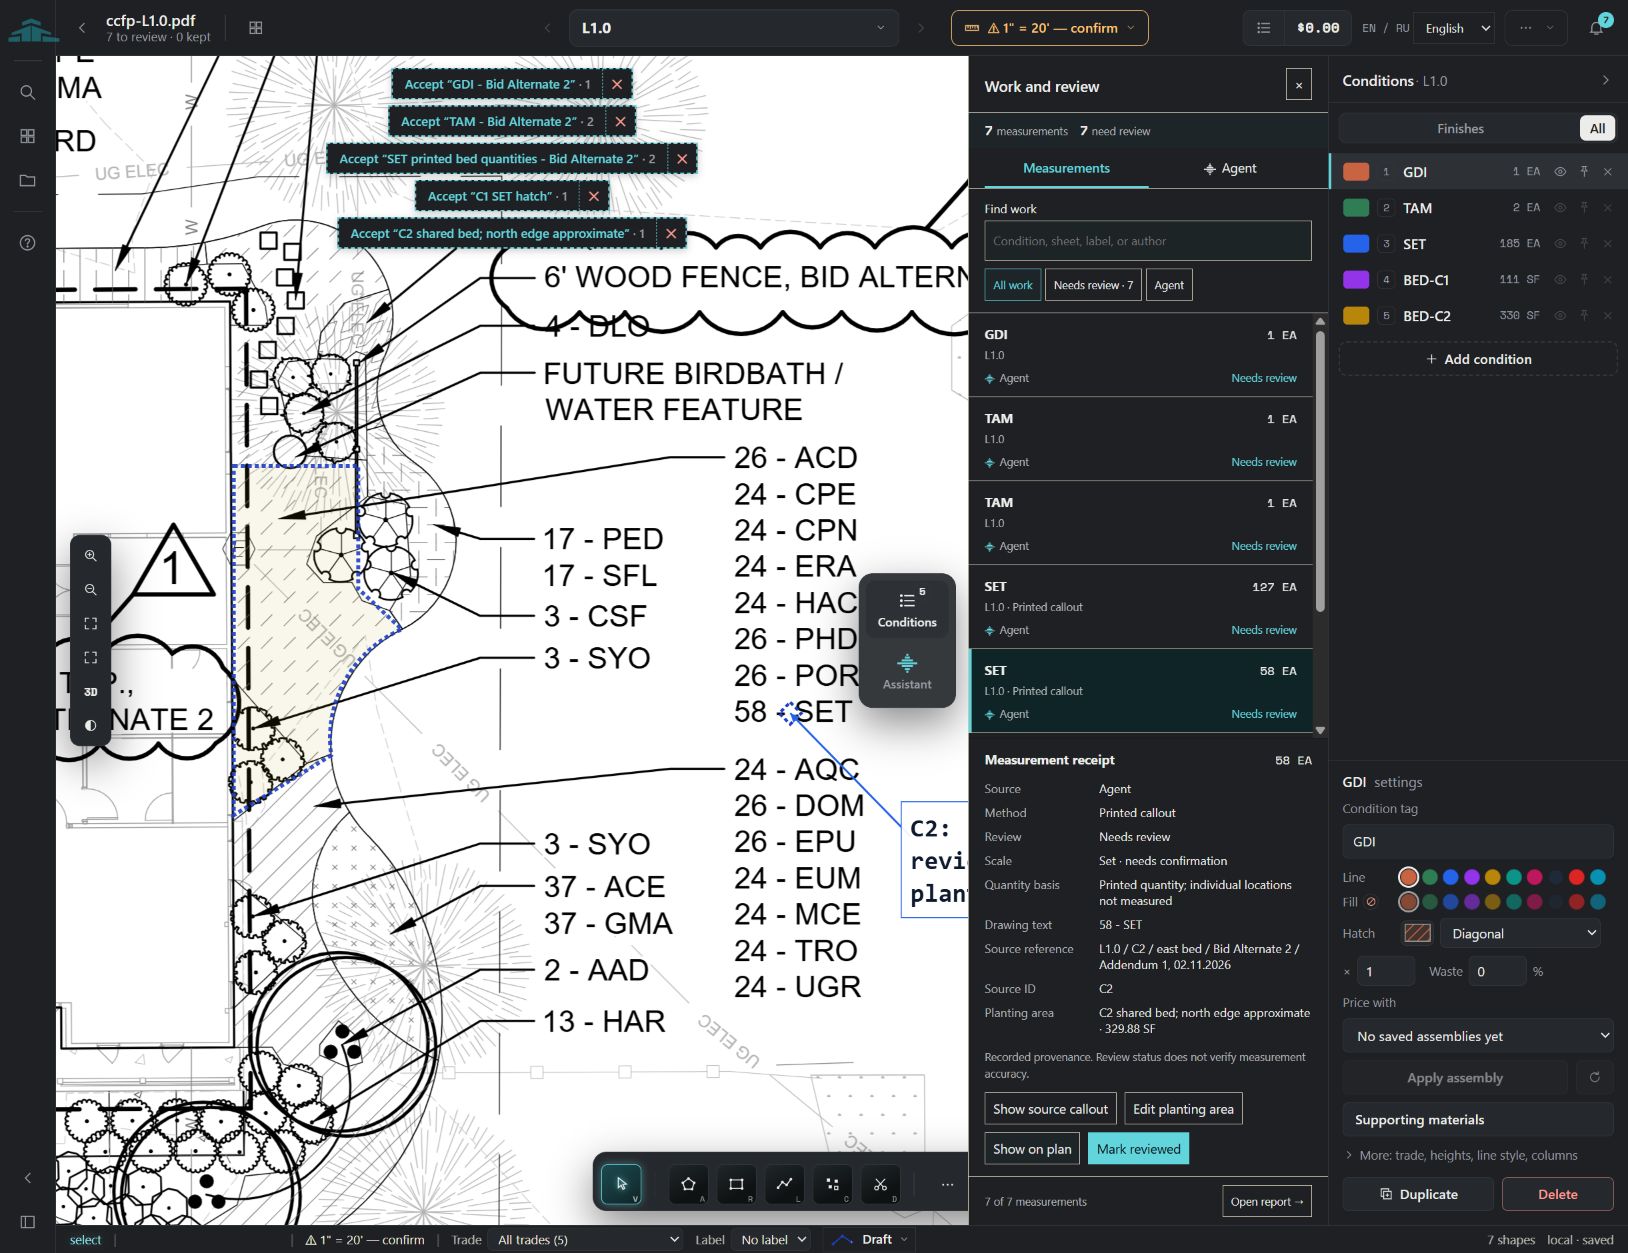 ccfp-L1.0.pdf
7 to review · 0 kept
L1.0
1" = 20' — confirm
$0.00
EN / RU
English
7
MA
RD
UG ELEC
Accept “GDI - Bid Alternate 2” · 1
Accept “TAM - Bid Alternate 2” · 2
Accept “SET printed bed quantities - Bid Alternate 2” · 2
Accept “C1 SET hatch” · 1
Accept “C2 shared bed; north edge approximate” · 1
6' WOOD FENCE, BID ALTERN
4 - DLO
FUTURE BIRDBATH /
WATER FEATURE
26 - ACD
24 - CPE
24 - CPN
24 - ERA
24 - HAC
26 - PHD
26 - POR
58 - SET
17 - PED
17 - SFL
3 - CSF
3 - SYO
24 - AQC
26 - DOM
26 - EPU
24 - EUM
24 - MCE
24 - TRO
24 - UGR
3 - SYO
37 - ACE
37 - GMA
2 - AAD
13 - HAR
1
NATE 2
UG ELEC
UG/ELEC
UG ELEC
UG ELEC
ELEC
W
W
3D
C2:
revi
plan
5
Conditions
Assistant
V
A
R
L
C
D
Work and review
7 measurements 7 need review
Measurements
Agent
Find work
Condition, sheet, label, or author
All work
Needs review · 7
Agent
GDI 1 EA
L1.0
Agent Needs review
TAM 1 EA
L1.0
Agent Needs review
TAM 1 EA
L1.0
Agent Needs review
SET 127 EA
L1.0 · Printed callout
Agent Needs review
SET 58 EA
L1.0 · Printed callout
Agent Needs review
Measurement receipt 58 EA
Source Agent
Method Printed callout
Review Needs review
Scale Set · needs confirmation
Quantity basis Printed quantity; individual locations
not measured
Drawing text 58 - SET
Source reference L1.0 / C2 / east bed / Bid Alternate 2 /
Addendum 1, 02.11.2026
Source ID C2
Planting area C2 shared bed; north edge approximate
· 329.88 SF
Recorded provenance. Review status does not verify measurement
accuracy.
Show source callout
Edit planting area
Show on plan
Mark reviewed
7 of 7 measurements
Open report →
Conditions · L1.0
Finishes
All
1 GDI 1 EA
2 TAM 2 EA
3 SET 185 EA
4 BED-C1 111 SF
5 BED-C2 330 SF
+ Add condition
GDI settings
Condition tag
GDI
Line
Fill
Hatch Diagonal
× 1 Waste 0 %
Price with
No saved assemblies yet
Apply assembly
Supporting materials
More: trade, heights, line style, columns
Duplicate
Delete
select
1" = 20' — confirm
Trade All trades (5)
Label No label
Draft
7 shapes local · saved